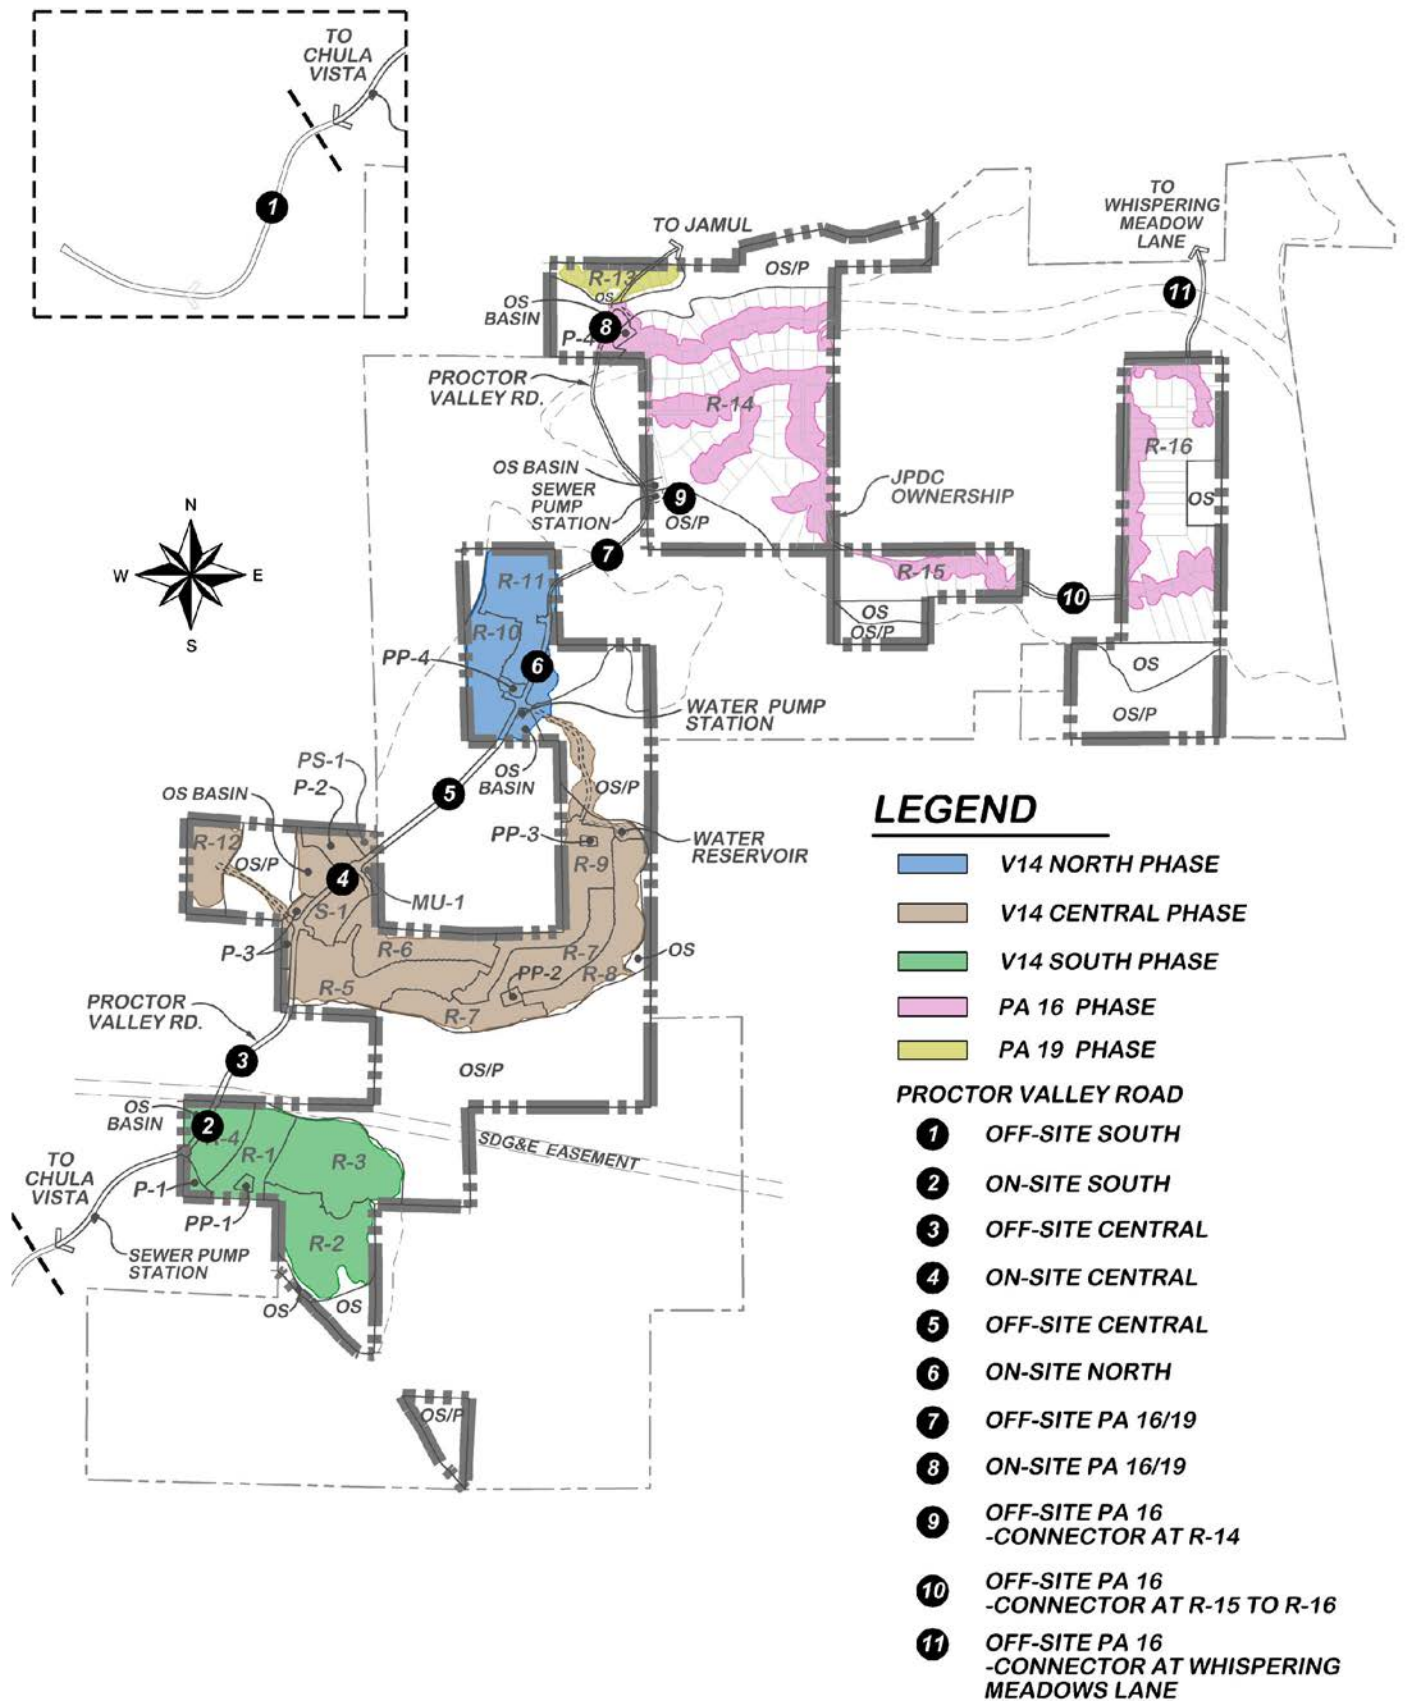 TO
CHULA
VISTA
1
TO JAMUL
TO
WHISPERING
MEADOW
LANE
11
R-13
OS/P
OS
OS
BASIN
8
P-4
PROCTOR
VALLEY RD.
R-14
R-16
OS
OS BASIN
SEWER
PUMP
STATION
9
OS/P
JPDC
OWNERSHIP
N
W
E
S
7
R-11
R-15
10
R-10
OS
OS/P
PP-4
6
OS
WATER PUMP
STATION
OS/P
PS-1
P-2
OS
BASIN
5
OS BASIN
OS/P
R-12
OS/P
PP-3
WATER
RESERVOIR
R-9
4
MU-1
S-1
P-3
R-6
R-7
OS
R-8
PP-2
R-5
R-7
PROCTOR
VALLEY RD.
3
OS/P
OS
BASIN
2
R-4
SDG&E EASEMENT
R-1
R-3
TO
CHULA
VISTA
P-1
PP-1
R-2
SEWER PUMP
STATION
OS
OS
OS/P
LEGEND
V14 NORTH PHASE
V14 CENTRAL PHASE
V14 SOUTH PHASE
PA 16 PHASE
PA 19 PHASE
PROCTOR VALLEY ROAD
1 OFF-SITE SOUTH
2 ON-SITE SOUTH
3 OFF-SITE CENTRAL
4 ON-SITE CENTRAL
5 OFF-SITE CENTRAL
6 ON-SITE NORTH
7 OFF-SITE PA 16/19
8 ON-SITE PA 16/19
9 OFF-SITE PA 16
-CONNECTOR AT R-14
10 OFF-SITE PA 16
-CONNECTOR AT R-15 TO R-16
11 OFF-SITE PA 16
-CONNECTOR AT WHISPERING
MEADOWS LANE